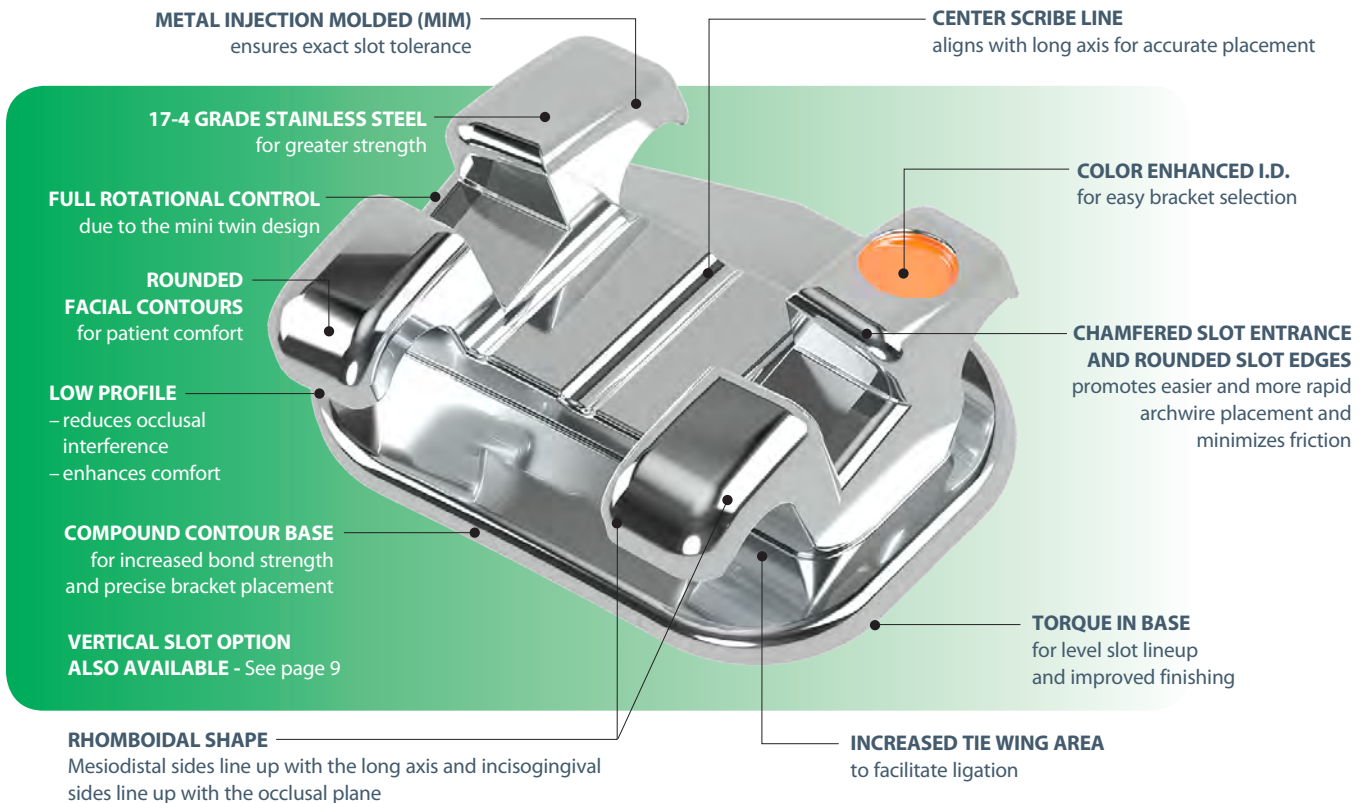 METAL INJECTION MOLDED (MIM)
ensures exact slot tolerance
CENTER SCRIBE LINE
aligns with long axis for accurate placement
17-4 GRADE STAINLESS STEEL
for greater strength
COLOR ENHANCED I.D.
for easy bracket selection
FULL ROTATIONAL CONTROL
due to the mini twin design
ROUNDED
FACIAL CONTOURS
for patient comfort
CHAMFERED SLOT ENTRANCE
AND ROUNDED SLOT EDGES
promotes easier and more rapid
archwire placement and
minimizes friction
LOW PROFILE
– reduces occlusal
interference
– enhances comfort
COMPOUND CONTOUR BASE
for increased bond strength
and precise bracket placement
TORQUE IN BASE
for level slot lineup
and improved finishing
VERTICAL SLOT OPTION
ALSO AVAILABLE - See page 9
RHOMBOIDAL SHAPE
Mesiodistal sides line up with the long axis and incisogingival
sides line up with the occlusal plane
INCREASED TIE WING AREA
to facilitate ligation